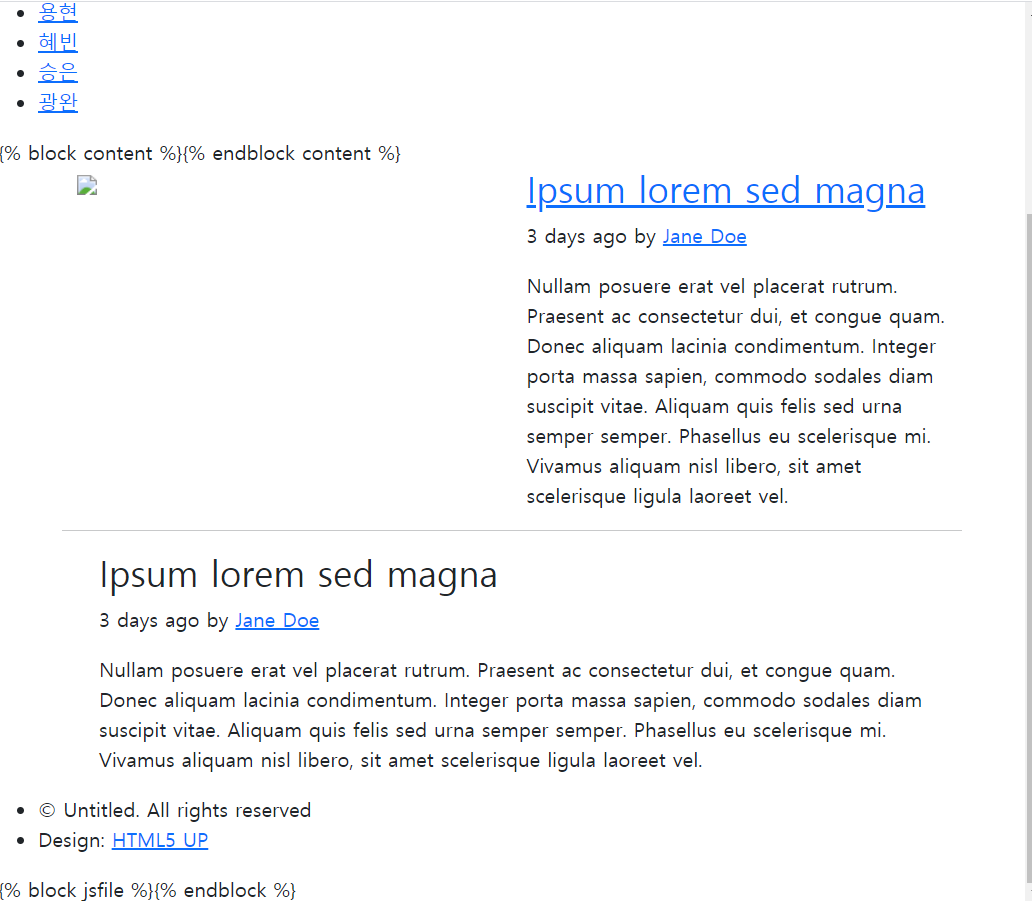 용현
혜빈
승은
광완
{% block content %}{% endblock content %}
Ipsum lorem sed magna
3 days ago by Jane Doe
Nullam posuere erat vel placerat rutrum.
Praesent ac consectetur dui, et congue quam.
Donec aliquam lacinia condimentum. Integer
porta massa sapien, commodo sodales diam
suscipit vitae. Aliquam quis felis sed urna
semper semper. Phasellus eu scelerisque mi.
Vivamus aliquam nisl libero, sit amet
scelerisque ligula laoreet vel.
Ipsum lorem sed magna
3 days ago by Jane Doe
Nullam posuere erat vel placerat rutrum. Praesent ac consectetur dui, et congue quam.
Donec aliquam lacinia condimentum. Integer porta massa sapien, commodo sodales diam
suscipit vitae. Aliquam quis felis sed urna semper semper. Phasellus eu scelerisque mi.
Vivamus aliquam nisl libero, sit amet scelerisque ligula laoreet vel.
© Untitled. All rights reserved
Design: HTML5 UP
{% block jsfile %}{% endblock %}